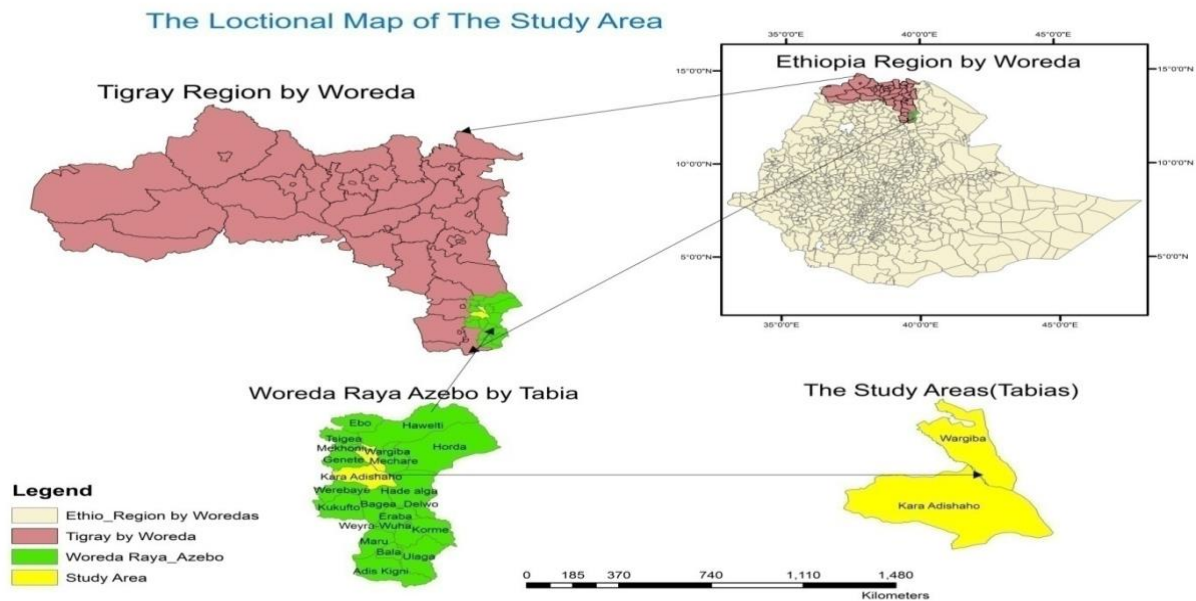 The Loctional Map of The Study Area
35°0'0"E 40°0'0"E 45°0'0"E
Ethiopia Region by Woreda
15°0'0"N 15°0'0"N
10°0'0"N 10°0'0"N
5°0'0"N 5°0'0"N
35°0'0"E 40°0'0"E 45°0'0"E
Tigray Region by Woreda
Woreda Raya Azebo by Tabia
Ebo
Hawelti
Tsigea
Mekhoni
Wargiba
Horda
Genete
Mechare
Kara Adishaho
Werebaye
Hade alga
Kukufto
Bagea_Delwo
Eraba
Weyra-Wuha
Korme
Maru
Bala
Ulaga
Adis Kigni
The Study Areas(Tabias)
Wargiba
Kara Adishaho
Legend
Ethio_Region by Woredas
Tigray by Woreda
Woreda Raya_Azebo
Study Area
0 185 370 740 1,110 1,480
Kilometers